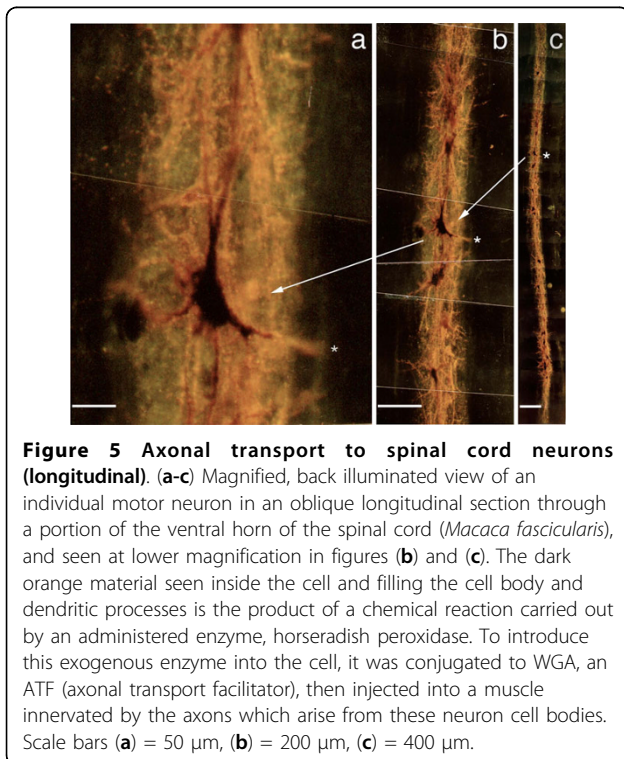 a b c
* * *
Figure 5 Axonal transport to spinal cord neurons
(longitudinal). (a-c) Magnified, back illuminated view of an
individual motor neuron in an oblique longitudinal section through
a portion of the ventral horn of the spinal cord (Macaca fascicularis),
and seen at lower magnification in figures (b) and (c). The dark
orange material seen inside the cell and filling the cell body and
dendritic processes is the product of a chemical reaction carried out
by an administered enzyme, horseradish peroxidase. To introduce
this exogenous enzyme into the cell, it was conjugated to WGA, an
ATF (axonal transport facilitator), then injected into a muscle
innervated by the axons which arise from these neuron cell bodies.
Scale bars (a) = 50 μm, (b) = 200 μm, (c) = 400 μm.